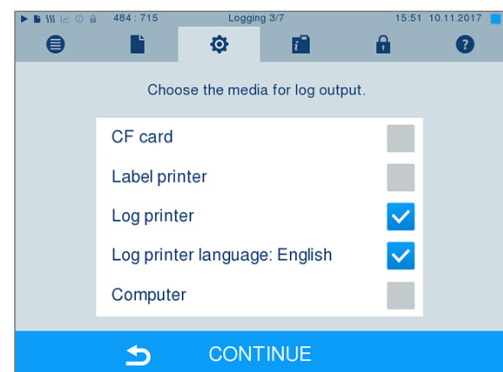 484 : 715 Logging 3/7 15:51 10.11.2017
Choose the media for log output.
CF card
Label printer
Log printer
Log printer language: English
Computer
CONTINUE